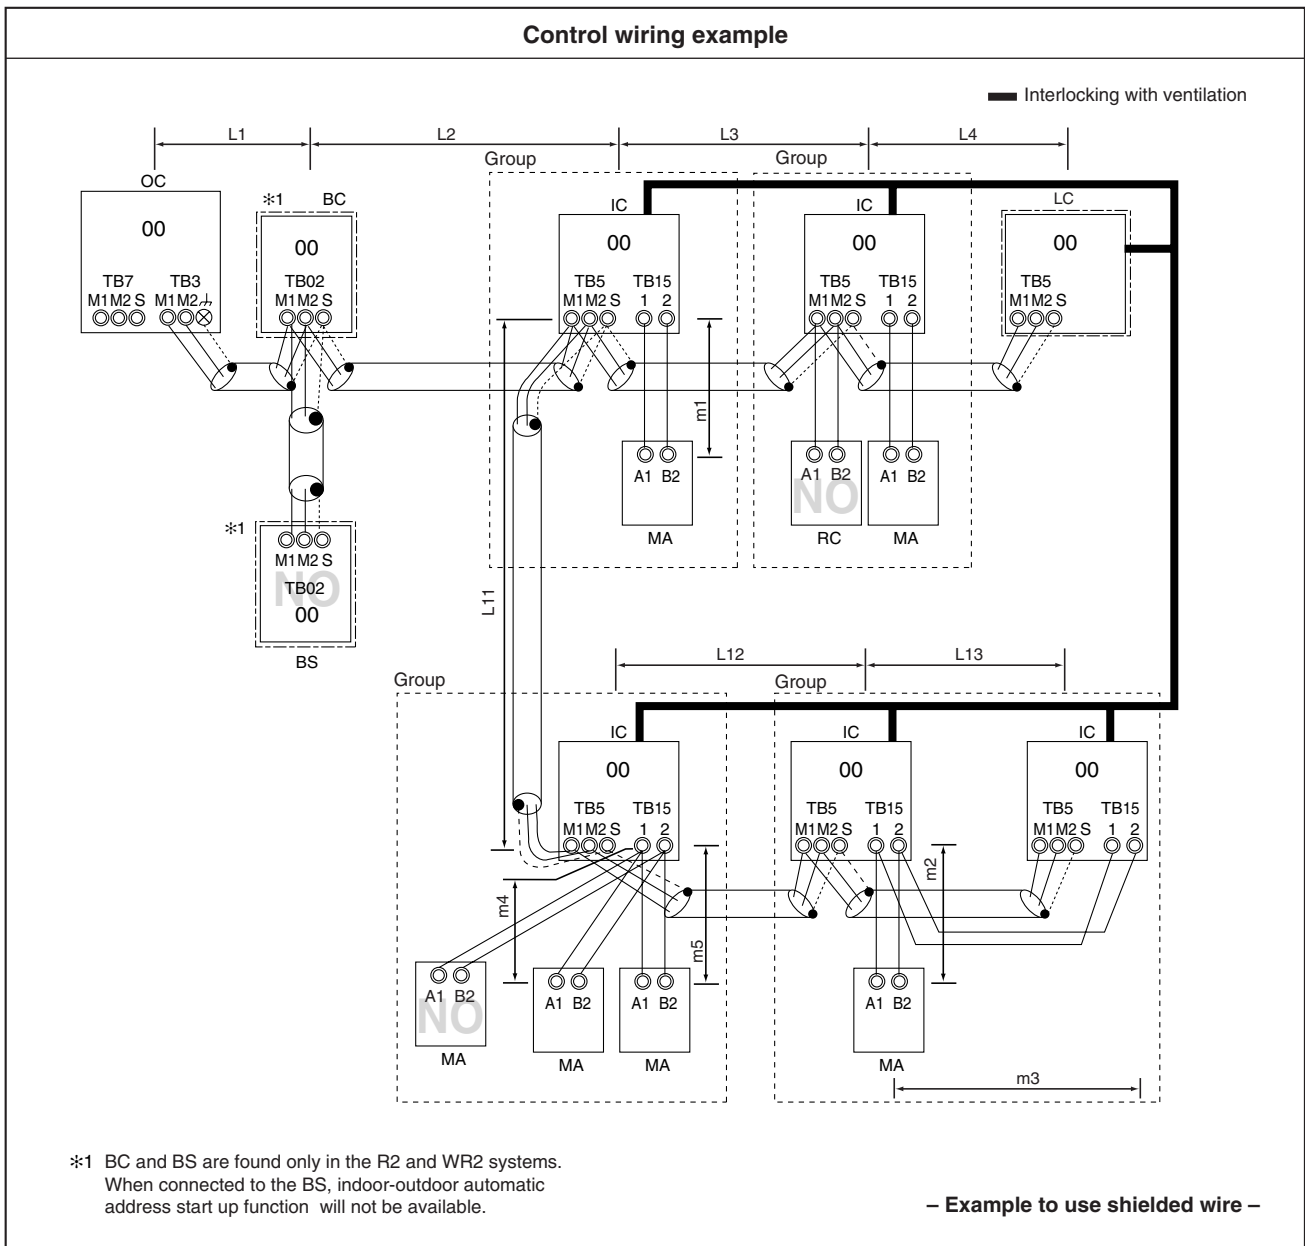 Control wiring example
Interlocking with ventilation
L1 L2 L3 L4
Group Group
OC
✻1 BC IC IC LC
00 00 00 00 00
TB7 TB3 TB02 TB5 TB15 TB5 TB15 TB5
M1 M2 S M1 M2 M1 M2 S M1 M2 S 1 2 M1 M2 S 1 2 M1 M2 S
m1
A1 B2 A1 B2 A1 B2
NO
MA RC MA
✻1
M1 M2 S
NO
TB02
00
BS
L11
L12 L13
Group Group
IC IC IC
00 00 00
TB5 TB15 TB5 TB15 TB5 TB15
M1 M2 S 1 2 M1 M2 S 1 2 M1 M2 S 1 2
m4 m5 m2
A1 B2 A1 B2 A1 B2 A1 B2
NO
MA MA MA MA
m3
✻1 BC and BS are found only in the R2 and WR2 systems.
When connected to the BS, indoor-outdoor automatic
address start up function will not be available.
– Example to use shielded wire –